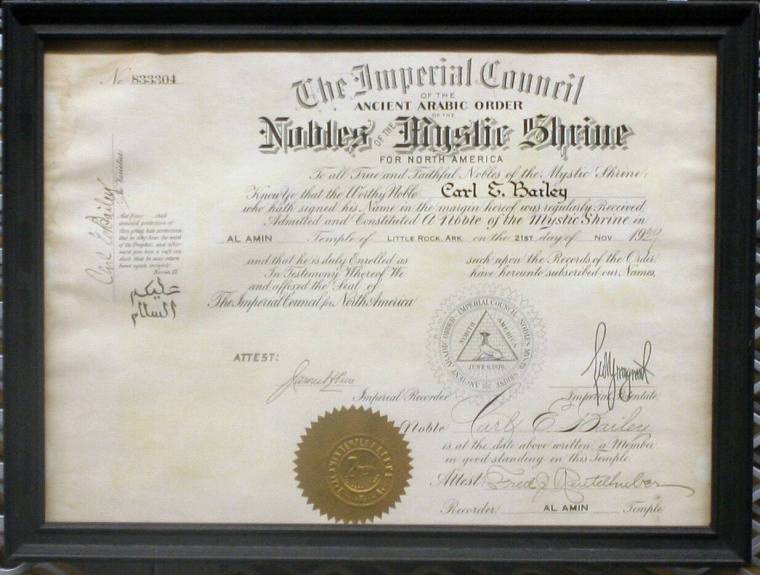 No 833304
The Imperial Council
OF THE
ANCIENT ARABIC ORDER
OF THE
Nobles OF THE Mystic Shrine
FOR NORTH AMERICA
To all True and Faithful Nobles of the Mystic Shrine
Know Ye that the Worthy Noble Carl E. Bailey
who hath signed his Name in the margin hereof was regularly Received
Admitted and Constituted A Noble of the Mystic Shrine in
AL AMIN Temple of LITTLE ROCK, ARK. on the 21ST day of NOV 1929
and that he is duly Enrolled as such upon the Records of the Order
In Testimony Whereof We have hereunto subscribed our Names
and affixed the Seal of
The Imperial Council for North America
Carl E Bailey
عليكم
السلام
IMPERIAL COUNCIL NOBLES MYSTIC SHRINE
NORTH AMERICA
JUNE 6, 1876
ATTEST:
Imperial Recorder
Imperial Potentate
Noble Carl E. Bailey
is at the date above written, a Member
in good standing in this Temple.
Attest
Recorder AL AMIN Temple